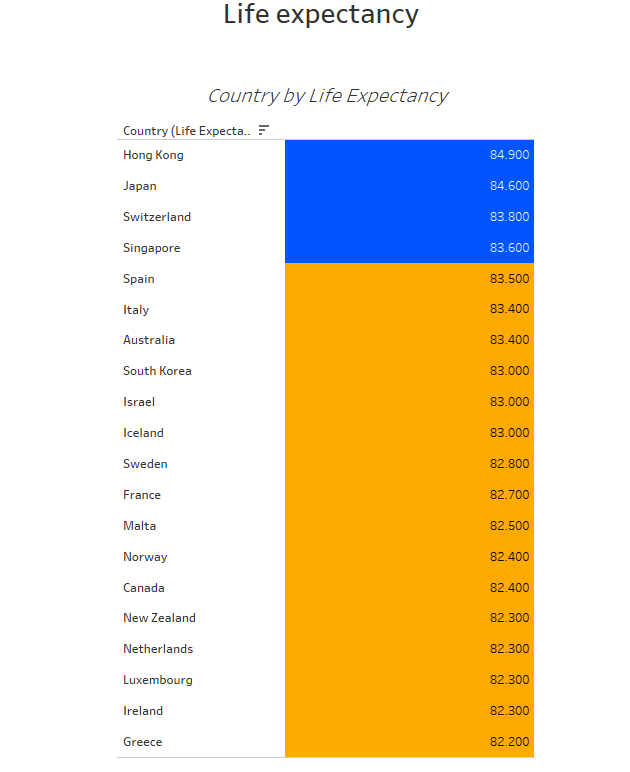 Life expectancy
Country by Life Expectancy
Country (Life Expecta..
Hong Kong 84.900
Japan 84.600
Switzerland 83.800
Singapore 83.600
Spain 83.500
Italy 83.400
Australia 83.400
South Korea 83.000
Israel 83.000
Iceland 83.000
Sweden 82.800
France 82.700
Malta 82.500
Norway 82.400
Canada 82.400
New Zealand 82.300
Netherlands 82.300
Luxembourg 82.300
Ireland 82.300
Greece 82.200